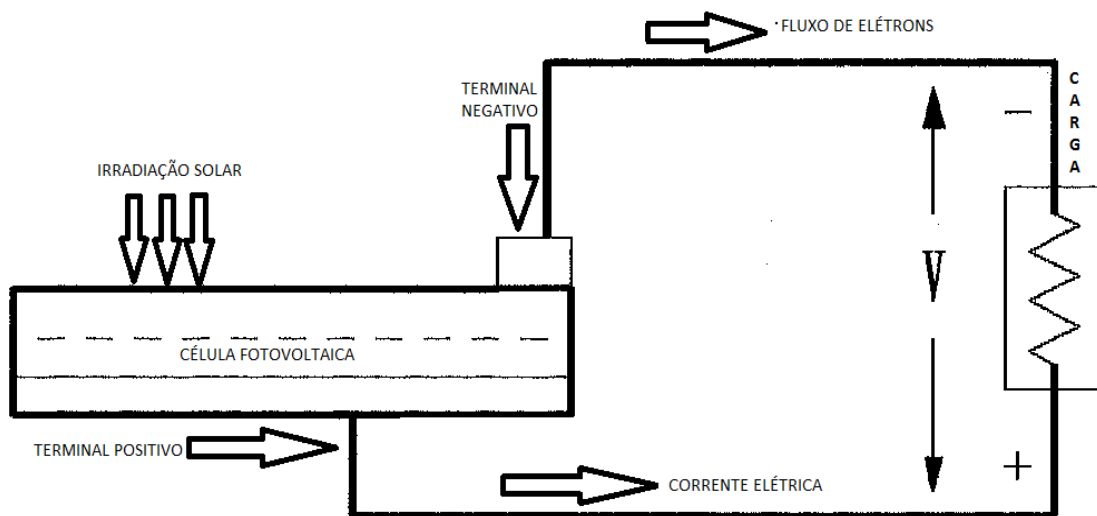 FLUXO DE ELÉTRONS
TERMINAL
NEGATIVO
C
A
R
G
A
IRRADIAÇÃO SOLAR
−
V
CÉLULA FOTOVOLTAICA
TERMINAL POSITIVO
+
CORRENTE ELÉTRICA